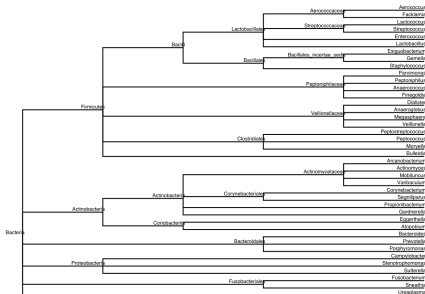 Aerococcus
Aerococcaceae
Facklamia
Lactococcus
Lactobacillales
Streptococcaceae
Streptococcus
Enterococcus
Bacilli
Lactobacillus
Exiguobacterium
Bacillales_incertae_sedis
Gemella
Bacillales
Staphylococcus
Parvimonas
Peptoniphilus
Peptoniphilaceae
Anaerococcus
Finegoldia
Firmicutes
Dialister
Anaeroglobus
Veillonellaceae
Megasphaera
Veillonella
Peptostreptococcus
Clostridiales
Peptococcus
Moryella
Bulleidia
Arcanobacterium
Actinomyces
Actinomycetaceae
Mobiluncus
Varibaculum
Actinobacteria
Corynebacterium
Corynebacteriales
Segniliparus
Actinobacteria
Propionibacterium
Gardnerella
Eggerthella
Coriobacteriia
Atopobium
Bacteria
Bacteroides
Bacteroidales
Prevotella
Porphyromonas
Campylobacter
Proteobacteria
Stenotrophomonas
Sutterella
Fusobacterium
Fusobacteriales
Sneathia
Ureaplasma